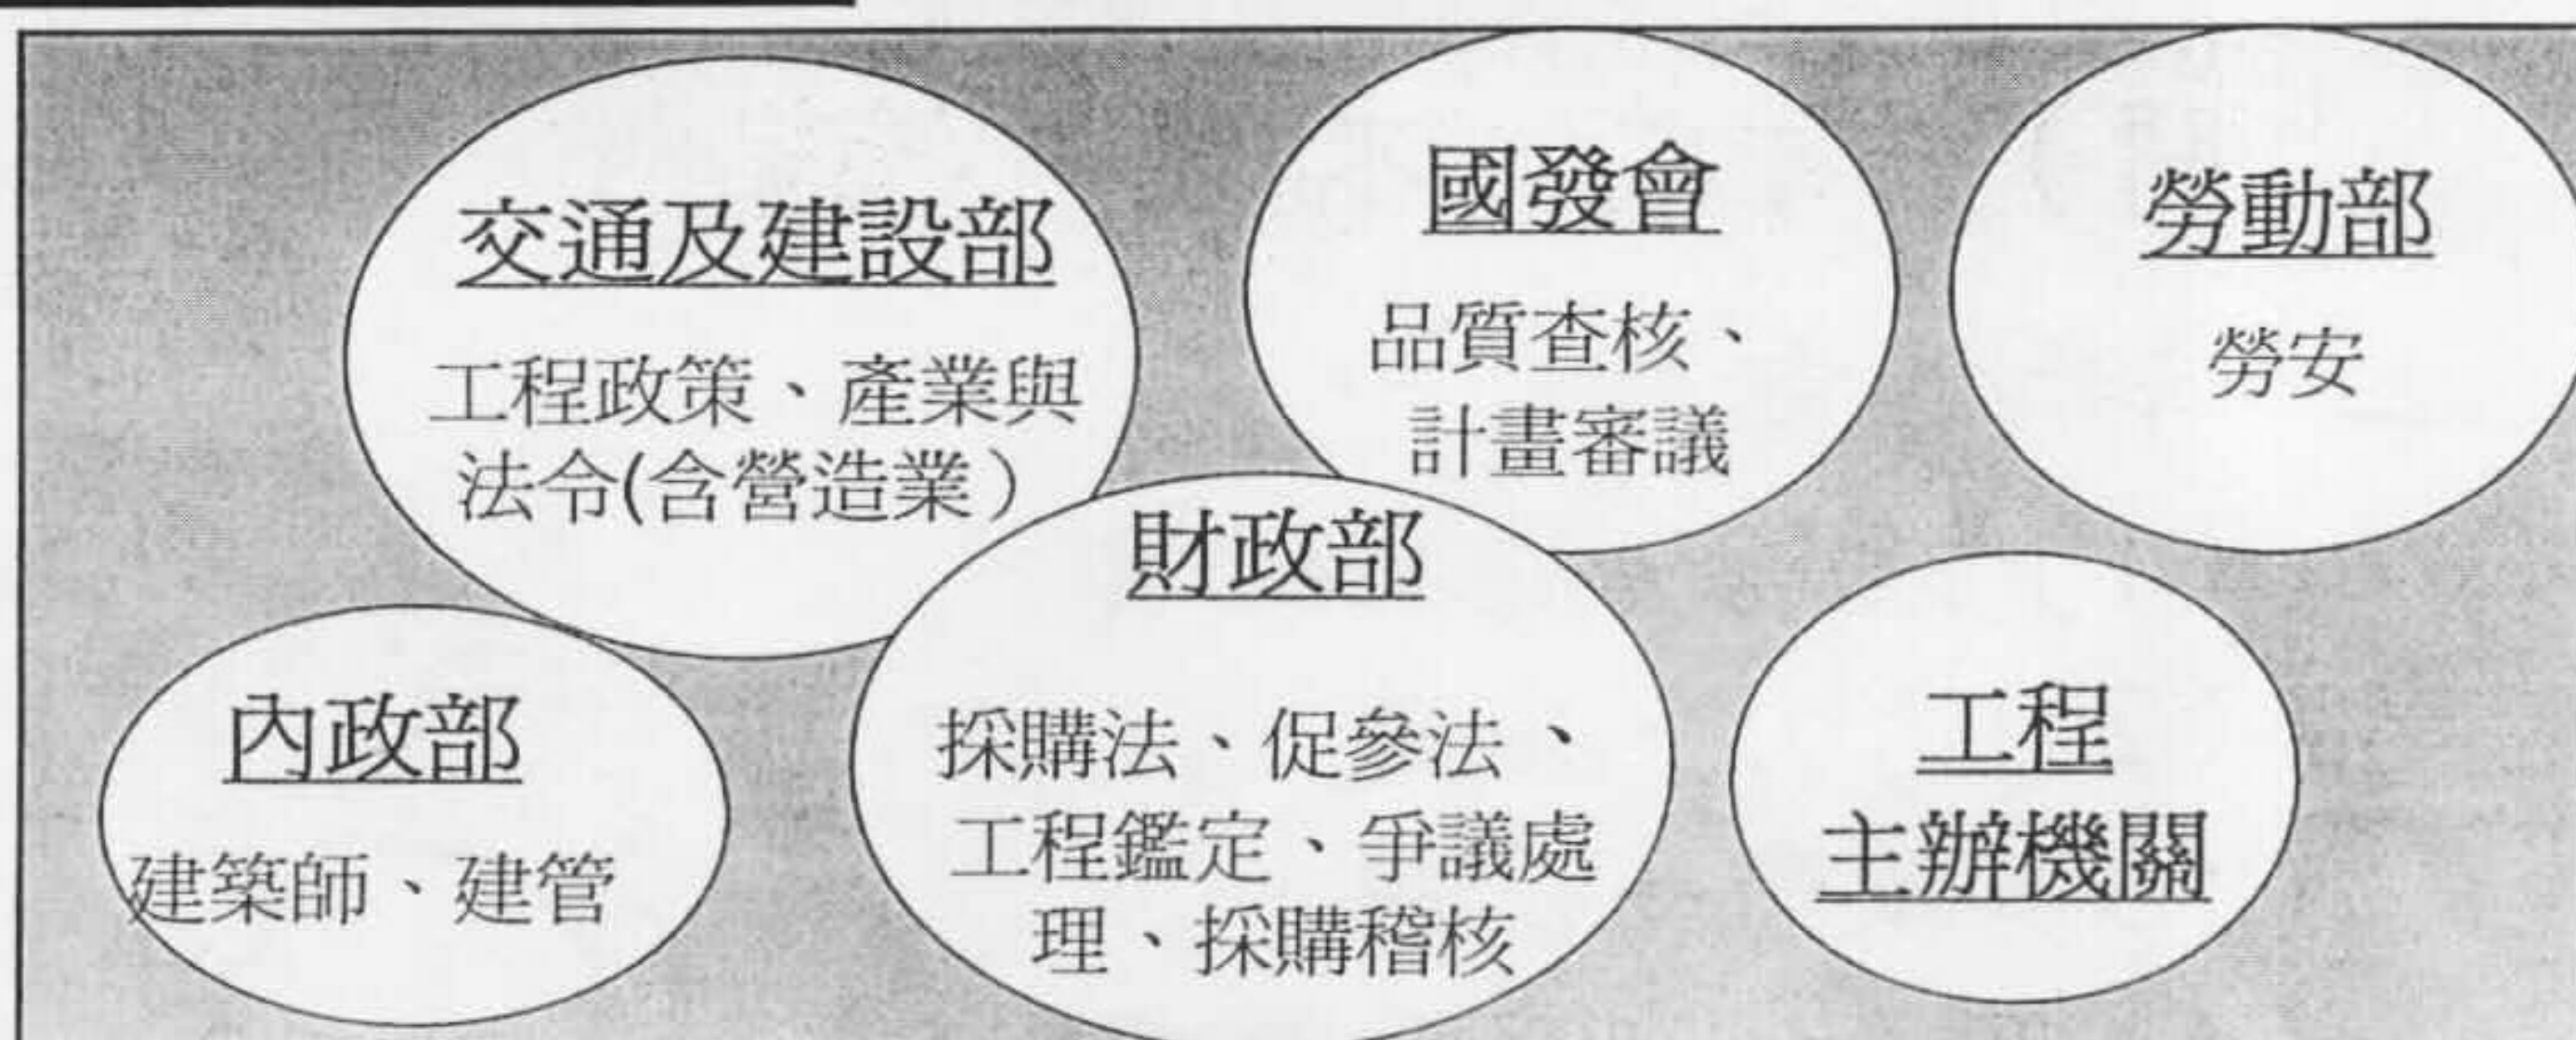 交通及建設部
工程政策、產業與
法令(含營造業)
國發會
品質查核、
計畫審議
勞動部
勞安
內政部
建築師、建管
財政部
採購法、促參法、
工程鑑定、爭議處
理、採購稽核
工程
主辦機關